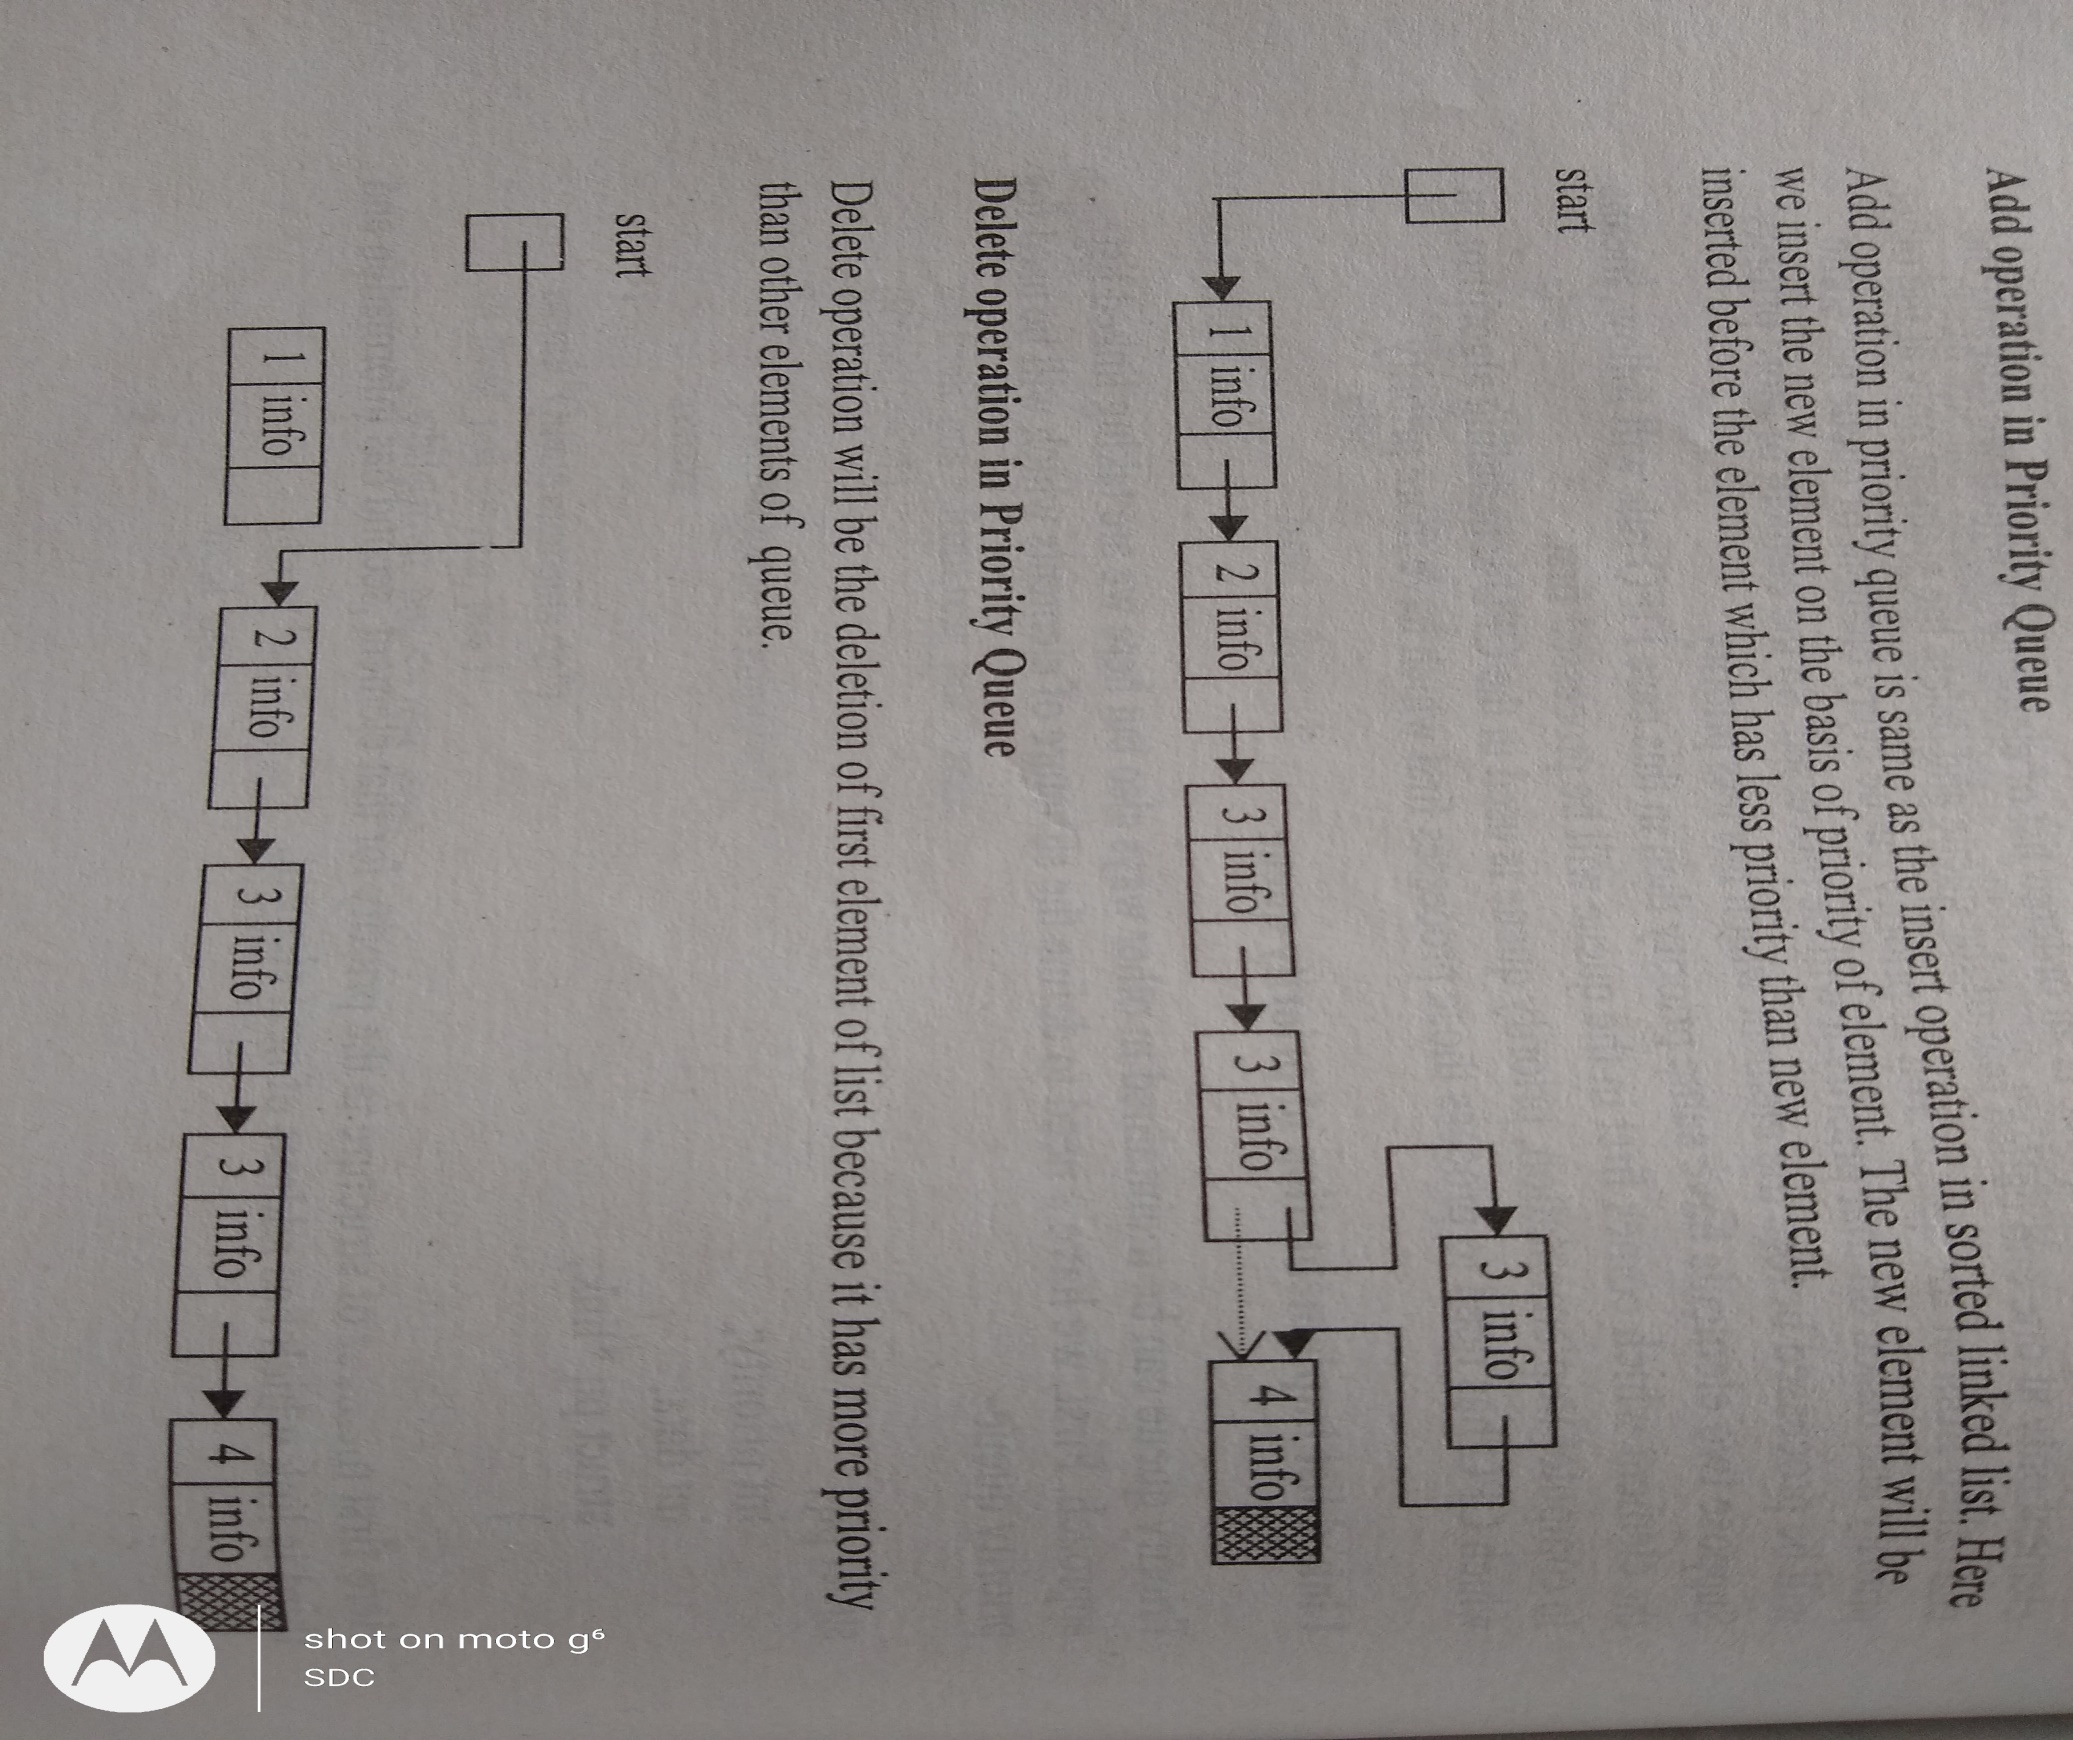 Add operation in Priority Queue
Add operation in priority queue is same as the insert operation in sorted linked list. Here
we insert the new element on the basis of priority of element. The new element will be
inserted before the element which has less priority than new element.
start
3 info
1 info 2 info 3 info 3 info 4 info
Delete operation in Priority Queue
Delete operation will be the deletion of first element of list because it has more priority
than other elements of queue.
start
1 info 2 info 3 info 3 info 4 info
shot on moto g⁶
SDC